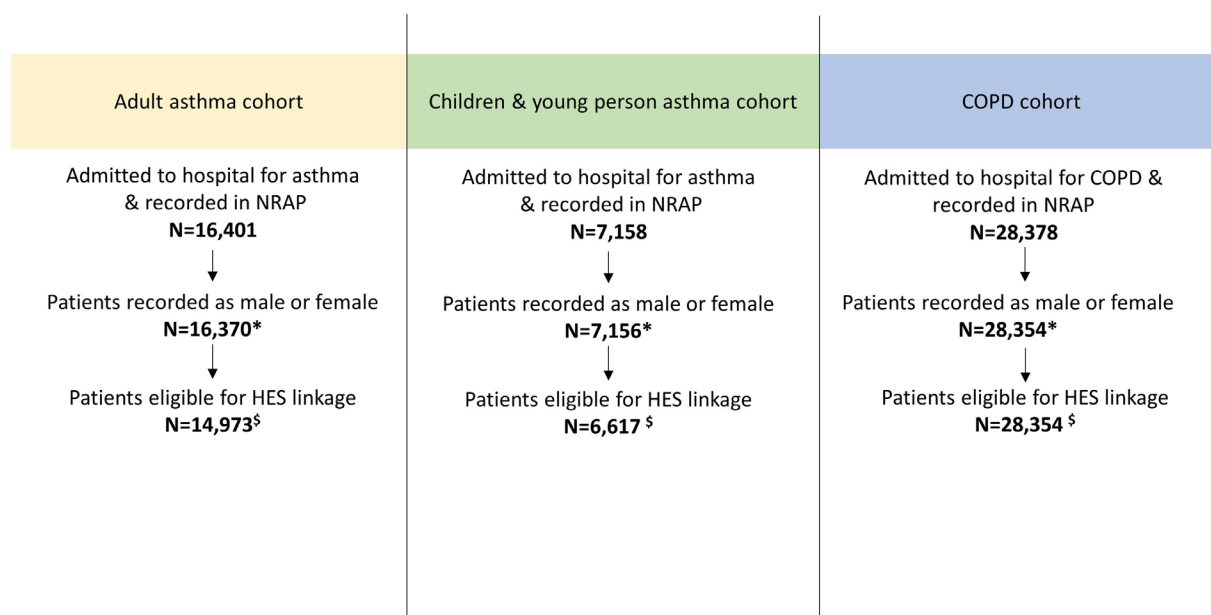 Adult asthma cohort
Admitted to hospital for asthma
& recorded in NRAP
N=16,401
Patients recorded as male or female
N=16,370*
Patients eligible for HES linkage
N=14,973$
Children & young person asthma cohort
Admitted to hospital for asthma
& recorded in NRAP
N=7,158
Patients recorded as male or female
N=7,156*
Patients eligible for HES linkage
N=6,617 $
COPD cohort
Admitted to hospital for COPD &
recorded in NRAP
N=28,378
Patients recorded as male or female
N=28,354*
Patients eligible for HES linkage
N=28,354 $